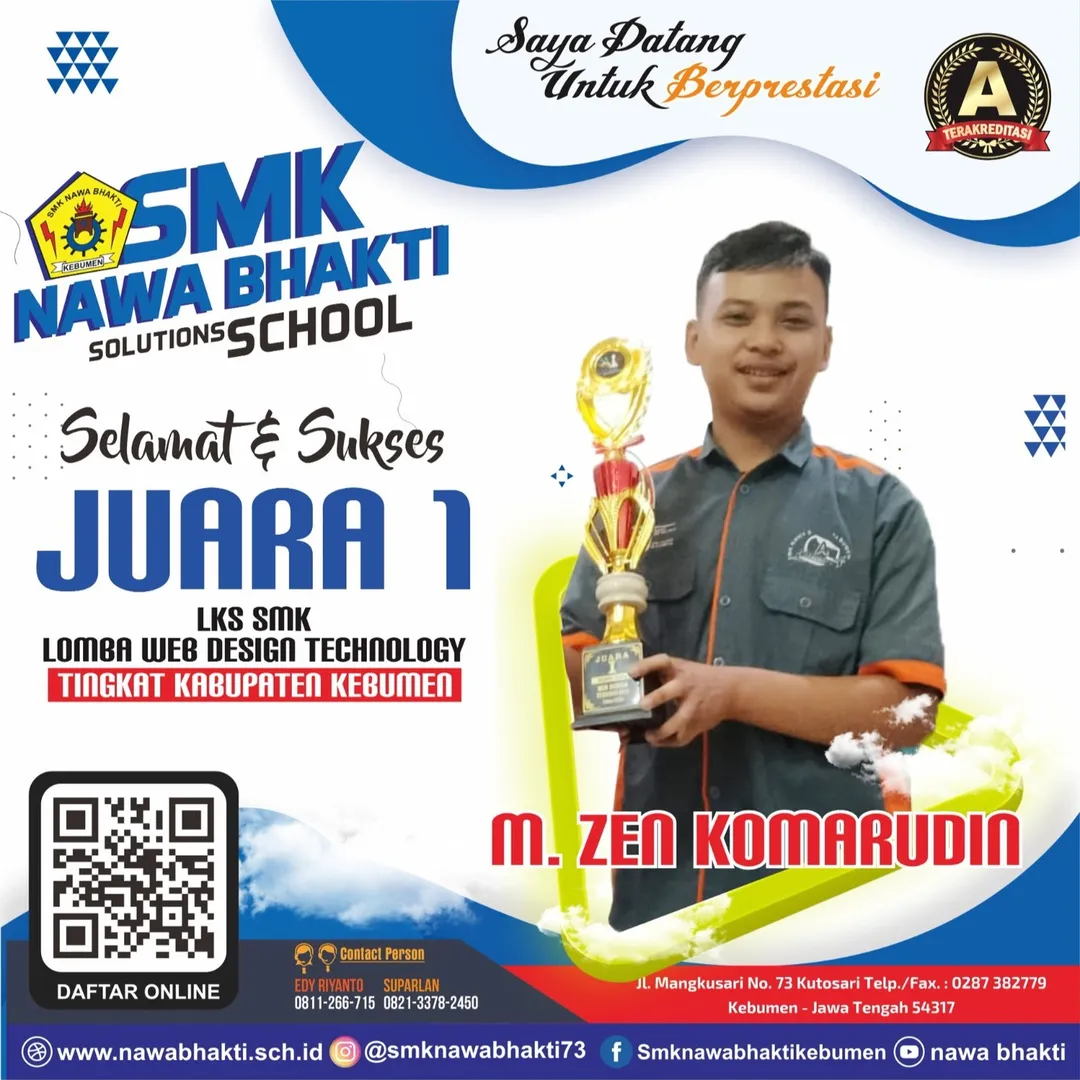 Saya Datang
Untuk Berprestasi
A
TERAKREDITASI
SMK NAWA BHAKTI
KEBUMEN
SMK
NAWA BHAKTI
SOLUTIONS SCHOOL
Selamat & Sukses
JUARA 1
LKS SMK
LOMBA WEB DESIGN TECHNOLOGY
TINGKAT KABUPATEN KEBUMEN
JUARA
1
WEB DESIGN
M. ZEN KOMARUDIN
DAFTAR ONLINE
Contact Person
EDY RIYANTO SUPARLAN
0811-266-715 0821-3378-2450
Jl. Mangkusari No. 73 Kutosari Telp./Fax. : 0287 382779
Kebumen - Jawa Tengah 54317
www.nawabhakti.sch.id @smknawabhakti73 Smknawabhaktikebumen nawa bhakti